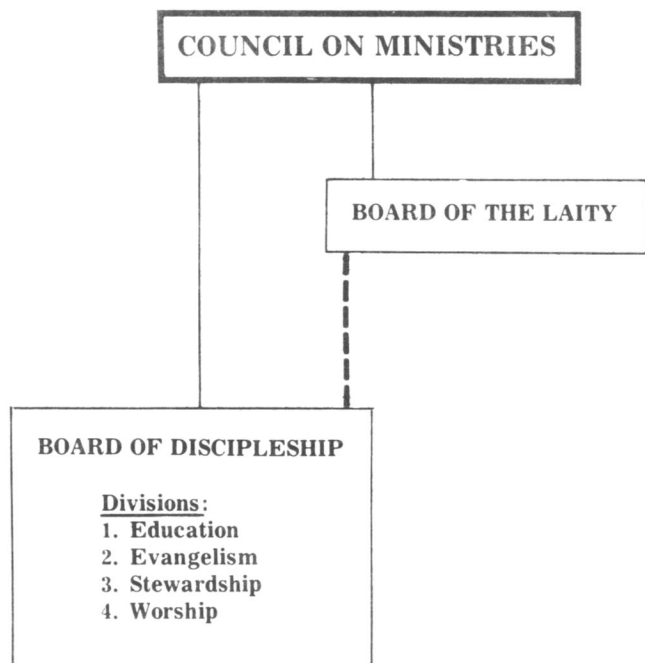 COUNCIL ON MINISTRIES
BOARD OF THE LAITY
BOARD OF DISCIPLESHIP
Divisions:
1. Education
2. Evangelism
3. Stewardship
4. Worship